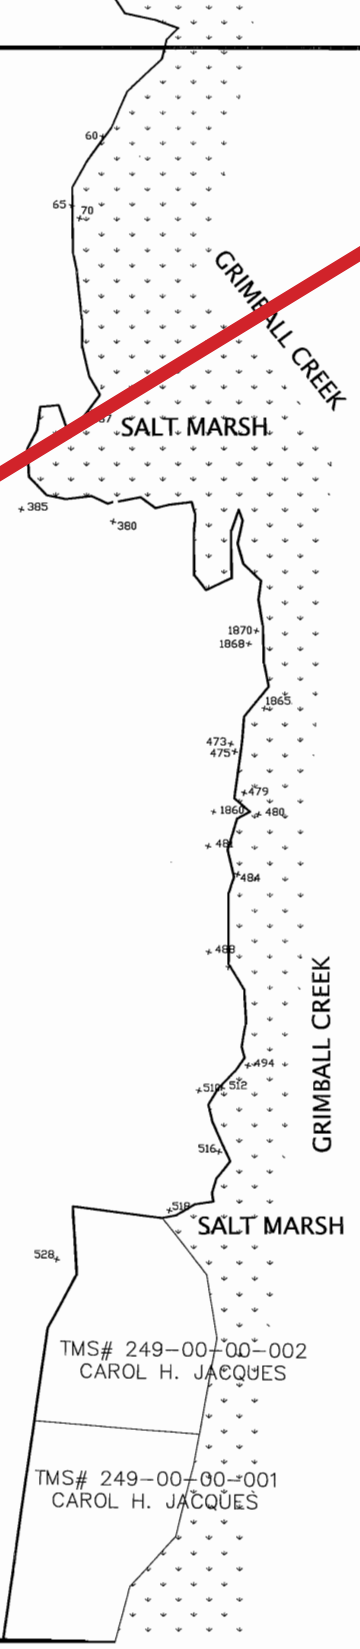 60
65
70
GRIMBALL CREEK
SALT MARSH
385
380
1870
1868
1865
473
475
479
1860
480
481
484
488
GRIMBALL CREEK
494
510
512
516
518
SALT MARSH
528
TMS# 249-00-00-002
CAROL H. JACQUES
TMS# 249-00-00-001
CAROL H. JACQUES